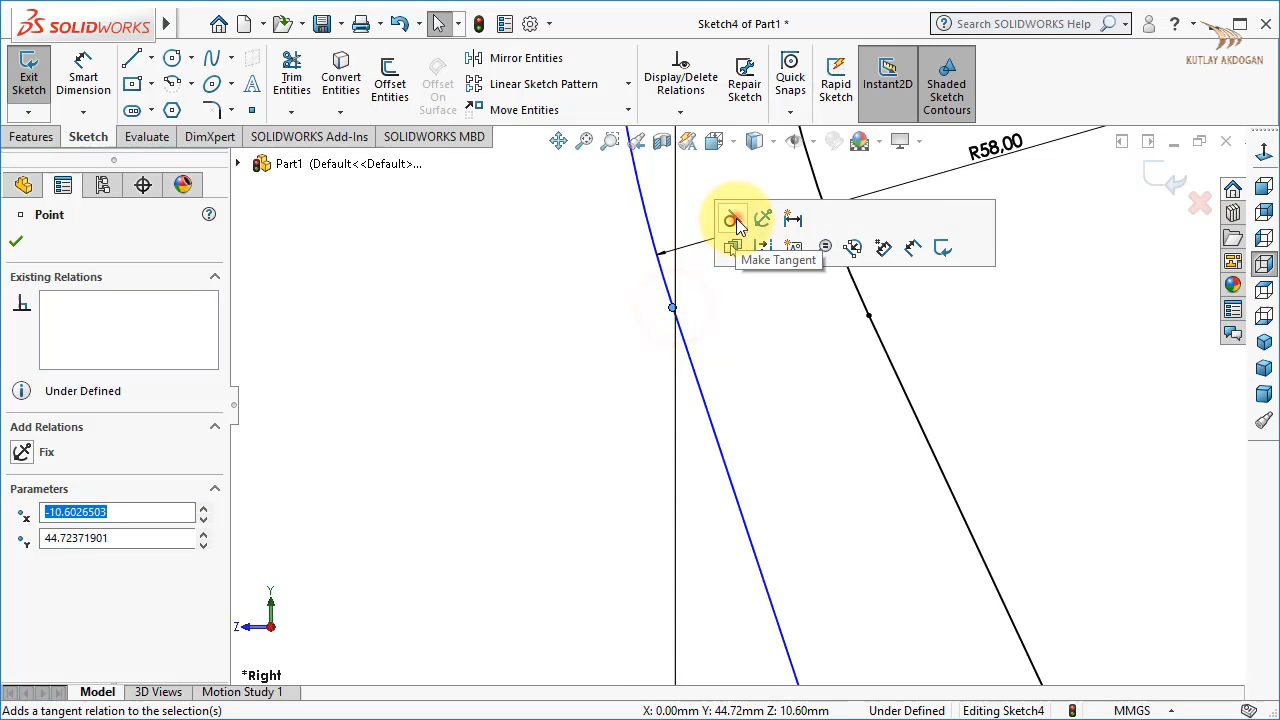 SOLIDWORKS
Sketch4 of Part1 *
Search SOLIDWORKS Help
?
KUTLAY AKDOGAN
Exit Sketch
Smart Dimension
Trim Entities
Convert Entities
Offset Entities
Offset On Surface
Mirror Entities
Linear Sketch Pattern
Move Entities
Display/Delete Relations
Repair Sketch
Quick Snaps
Rapid Sketch
Instant2D
Shaded Sketch Contours
Features
Sketch
Evaluate
DimXpert
SOLIDWORKS Add-Ins
SOLIDWORKS MBD
Part1 (Default<<Default>...
R58,00
Point
Make Tangent
Existing Relations
Under Defined
Add Relations
Fix
Parameters
X
-10.6026503
Y
44.72371901
Y
Z
*Right
Model
3D Views
Motion Study 1
Adds a tangent relation to the selection(s)
X: 0.00mm Y: 44.72mm Z: 10.60mm
Under Defined
Editing Sketch4
MMGS